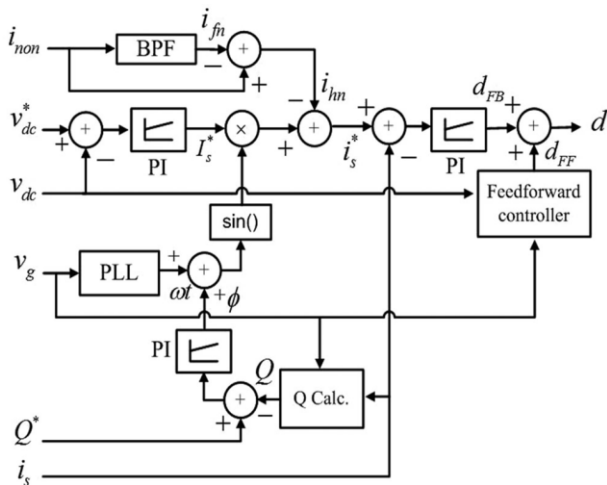 i_non
BPF
i_fn
−
+
+
i_hn
−
v*_dc
+
+
−
PI
I*_s
×
+
+
i*_s
+
+
−
PI
d_FB
+
+
+
d
d_FF
v_dc
Feedforward
controller
sin()
v_g
PLL
+
ωt
+
+
ϕ
PI
Q
Q Calc.
+
+
−
Q*
i_s